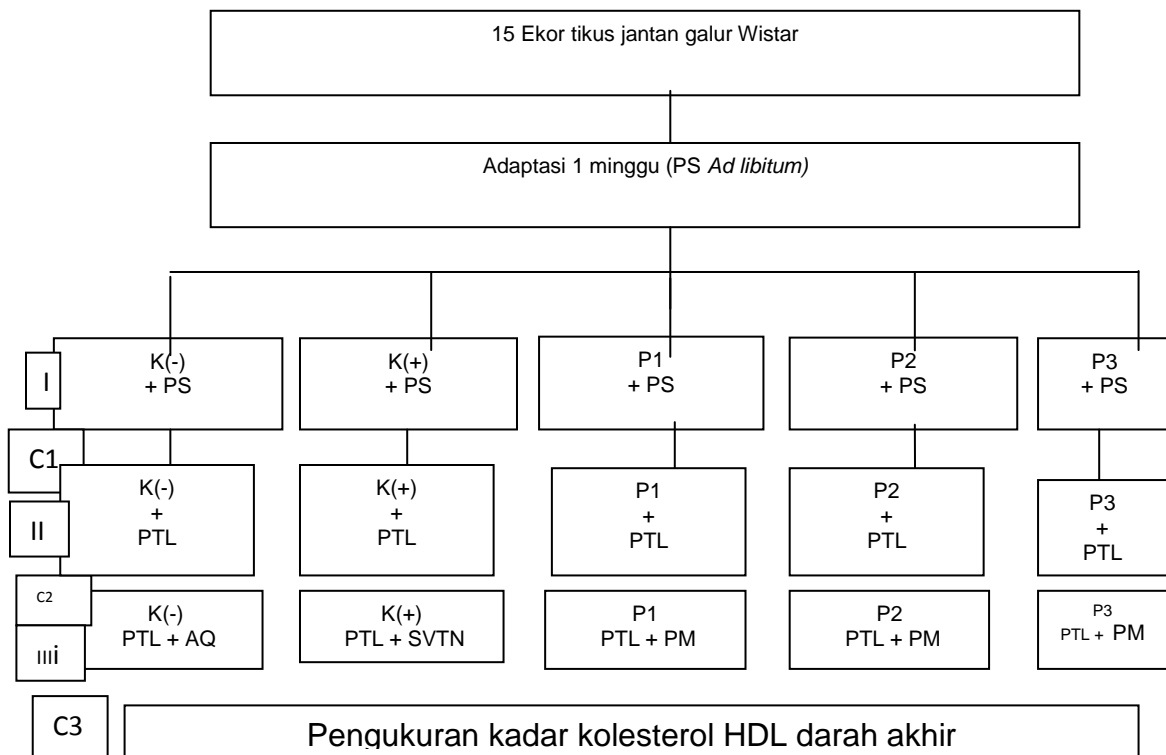 15 Ekor tikus jantan galur Wistar
Adaptasi 1 minggu (PS Ad libitum)
I
K(-)
+ PS
K(+)
+ PS
P1
+ PS
P2
+ PS
P3
+ PS
C1
II
K(-)
+
PTL
K(+)
+
PTL
P1
+
PTL
P2
+
PTL
P3
+
PTL
C2
IIIi
K(-)
PTL + AQ
K(+)
PTL + SVTN
P1
PTL + PM
P2
PTL + PM
P3
PTL + PM
C3
Pengukuran kadar kolesterol HDL darah akhir